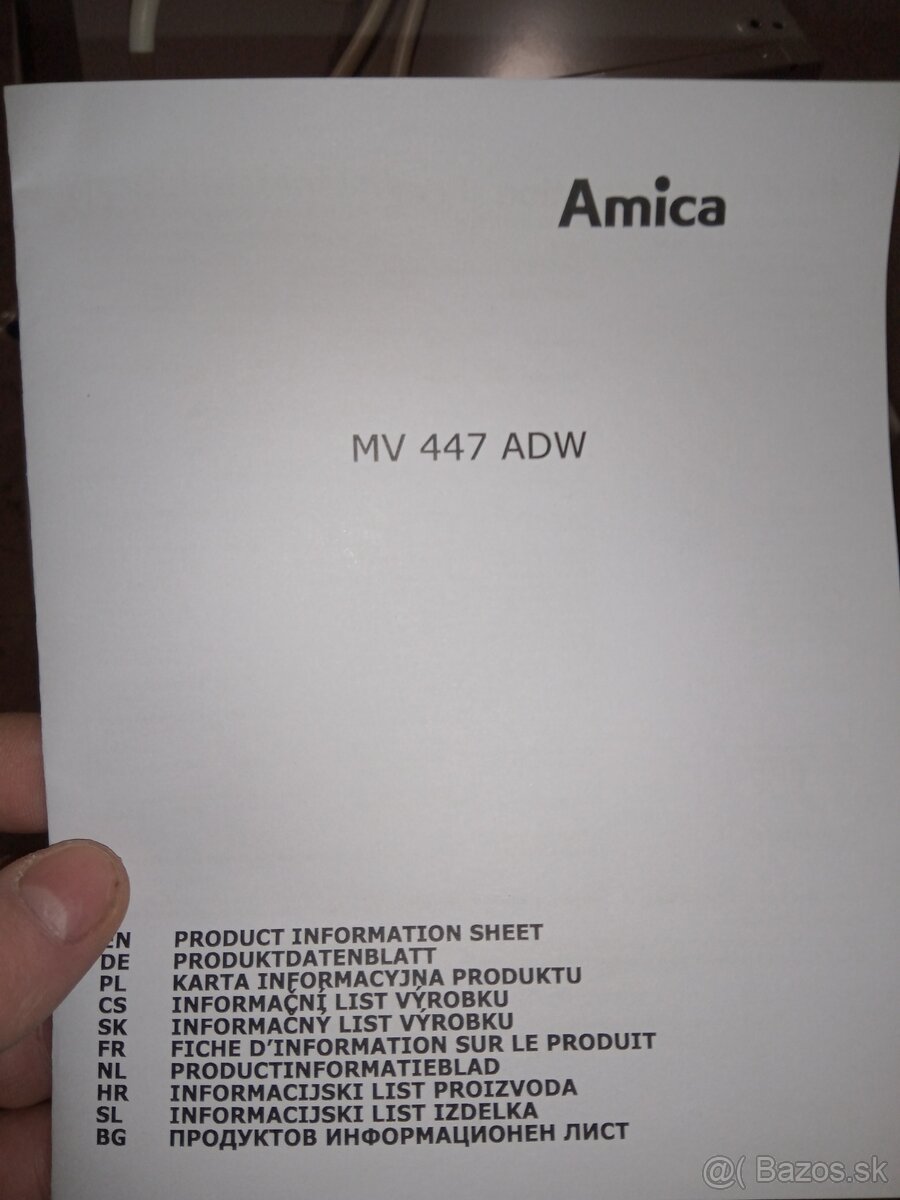 Amica
MV 447 ADW
EN PRODUCT INFORMATION SHEET
DE PRODUKTDATENBLATT
PL KARTA INFORMACYJNA PRODUKTU
CS INFORMAČNÍ LIST VÝROBKU
SK INFORMAČNÝ LIST VÝROBKU
FR FICHE D'INFORMATION SUR LE PRODUIT
NL PRODUCTINFORMATIEBLAD
HR INFORMACIJSKI LIST PROIZVODA
SL INFORMACIJSKI LIST IZDELKA
BG ПРОДУКТОВ ИНФОРМАЦИОНЕН ЛИСТ
@( Bazos.sk